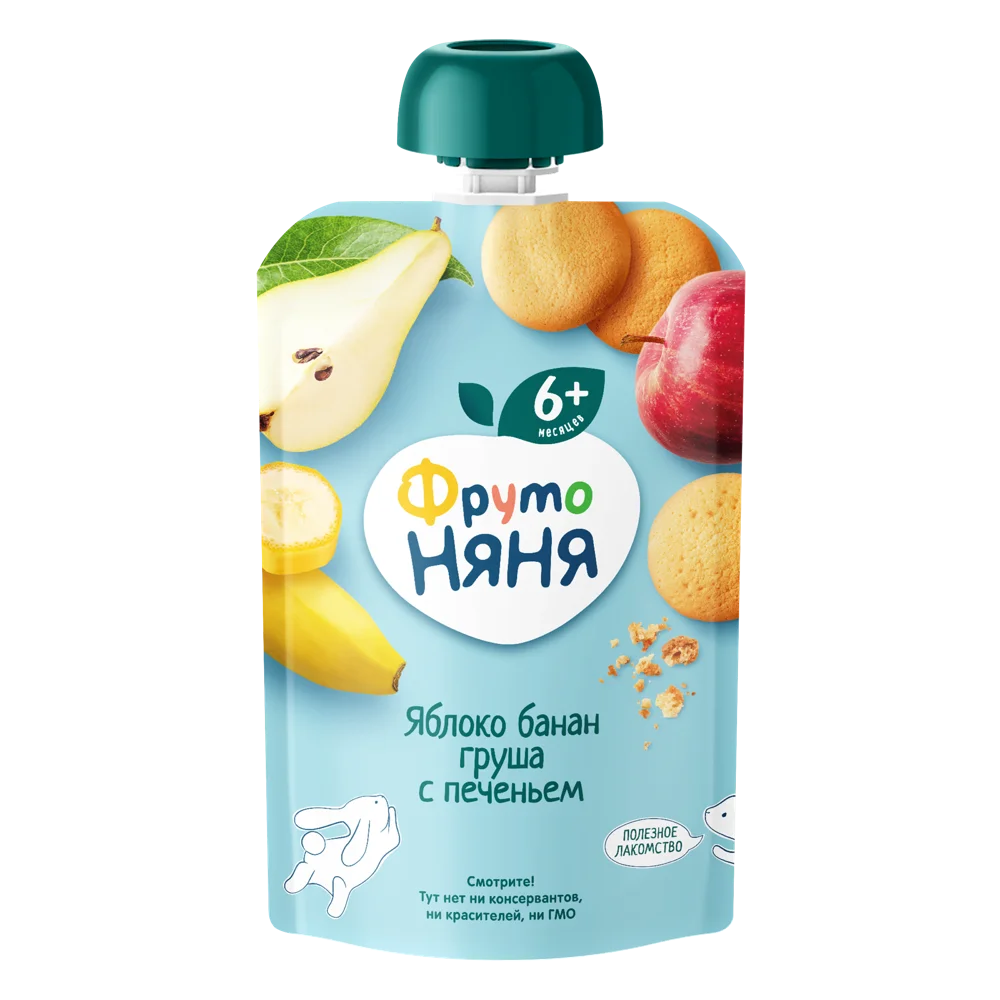 6+
месяцев
Фруто
НЯНЯ
Яблоко банан
груша
с печеньем
ПОЛЕЗНОЕ
ЛАКОМСТВО
Смотрите!
Тут нет ни консервантов,
ни красителей, ни ГМО